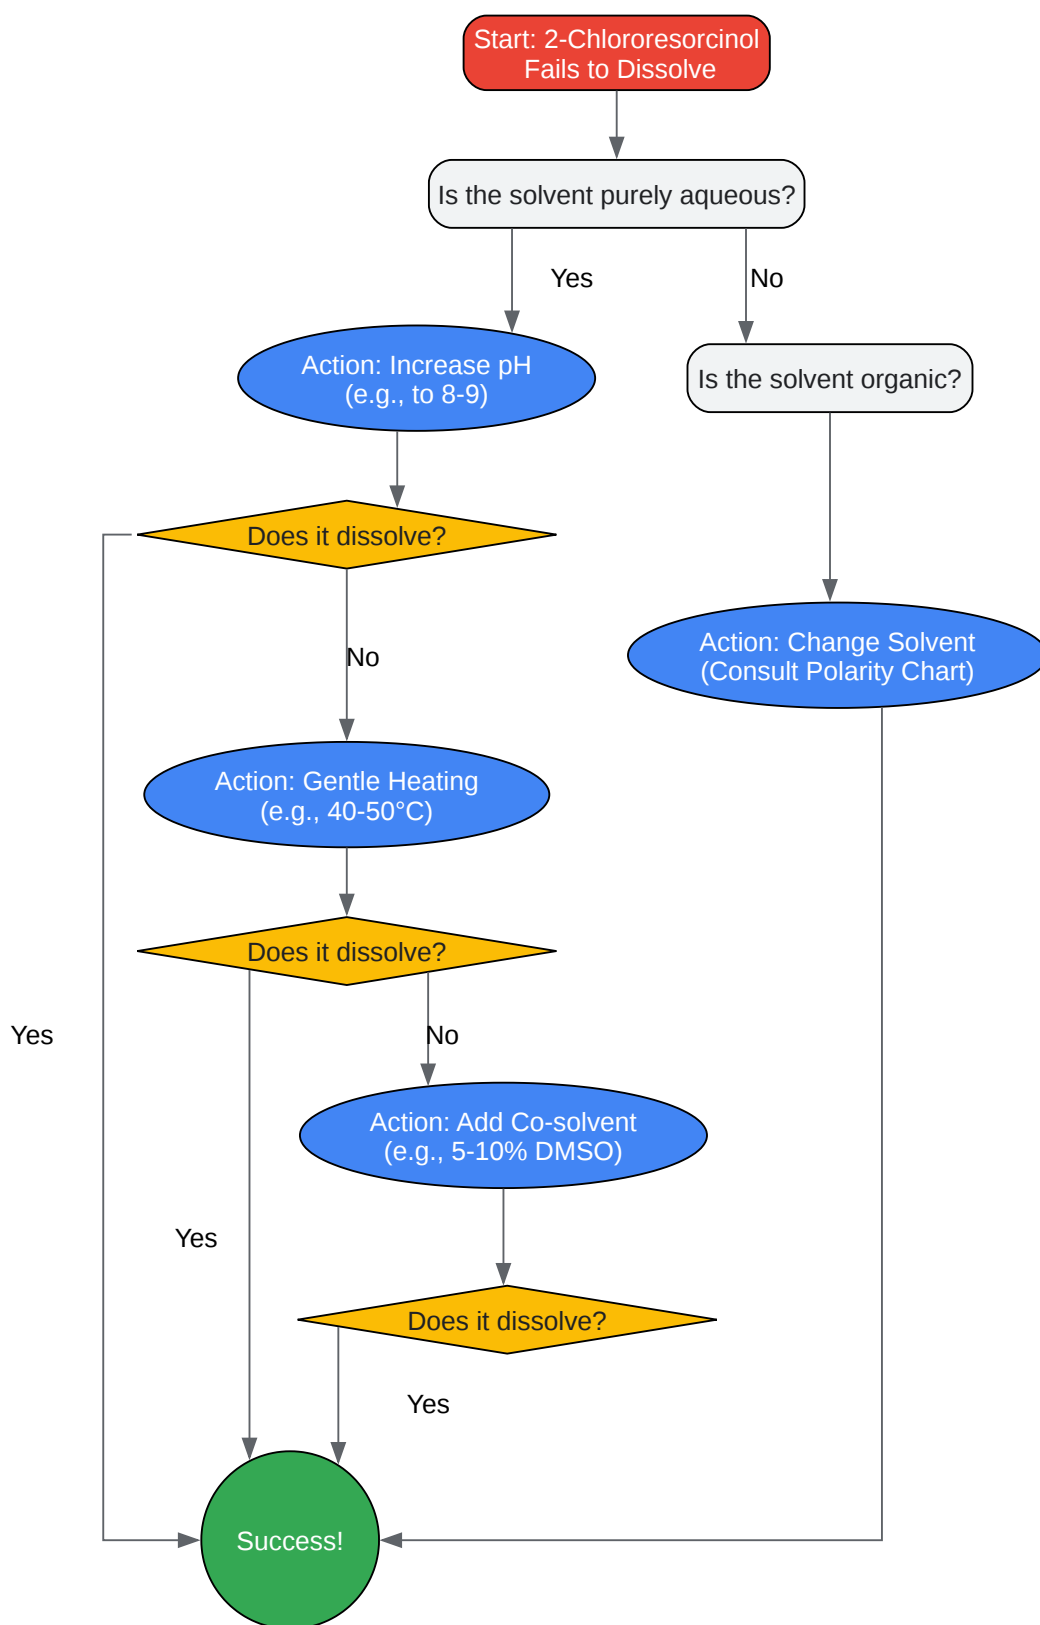 Start: 2-Chlororesorcinol
Fails to Dissolve
Is the solvent purely aqueous?
Yes
No
Action: Increase pH
(e.g., to 8-9)
Is the solvent organic?
Does it dissolve?
No
Action: Change Solvent
(Consult Polarity Chart)
Action: Gentle Heating
(e.g., 40-50°C)
Does it dissolve?
Yes
No
Action: Add Co-solvent
(e.g., 5-10% DMSO)
Yes
Does it dissolve?
Yes
Success!